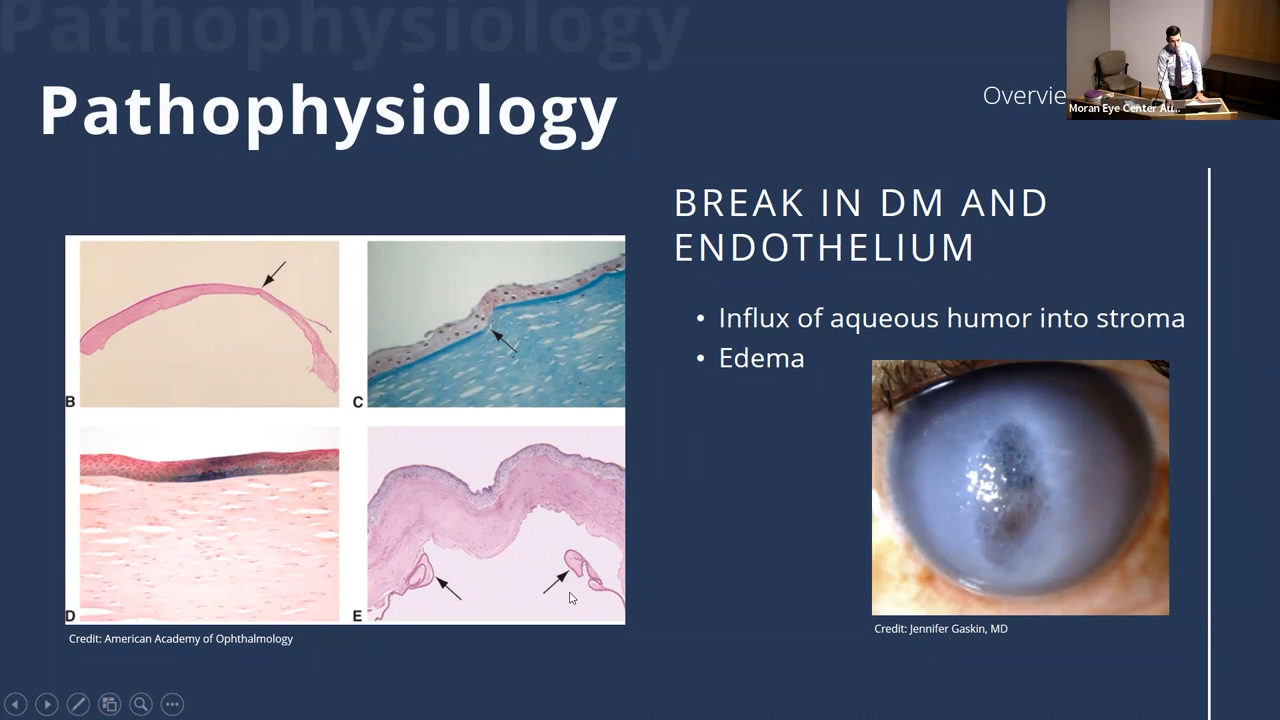 Pathophysiology
Pathophysiology
Overvie
Moran Eye Center Au...
BREAK IN DM AND
ENDOTHELIUM
• Influx of aqueous humor into stroma
• Edema
B
C
D
E
Credit: American Academy of Ophthalmology
Credit: Jennifer Gaskin, MD